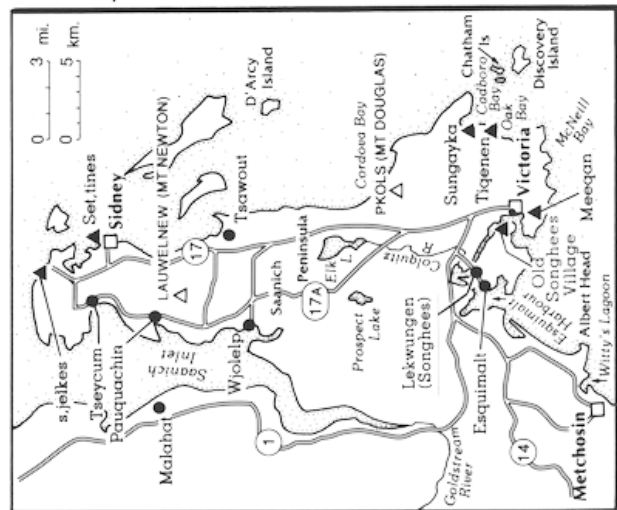 0 3 mi.
0 5 km.
s,jelkes
Set,tines
Sidney
Tseycum
Pauquachin
LAUWELNEW (MT NEWTON)
D'Arcy
Island
Malahat
Saanich
Inlet
17
Tsawout
Wjolelp
Saanich
Peninsula
Elk
L
17A
Cordova Bay
PKOLS (MT DOUGLAS)
Prospect
Lake
Colquitz
R
1
Goldstream
River
Lekwungen
(Songhees)
Esquimalt
Sungayka
Tiqenen
Chatham
Is
Cadboro
Bay
Discovery
Island
Oak
Bay
Victoria
McNeill
Bay
Meeqan
Old
Songhees
Village
Esquimalt
Harbour
Albert Head
Witty's Lagoon
14
Metchosin